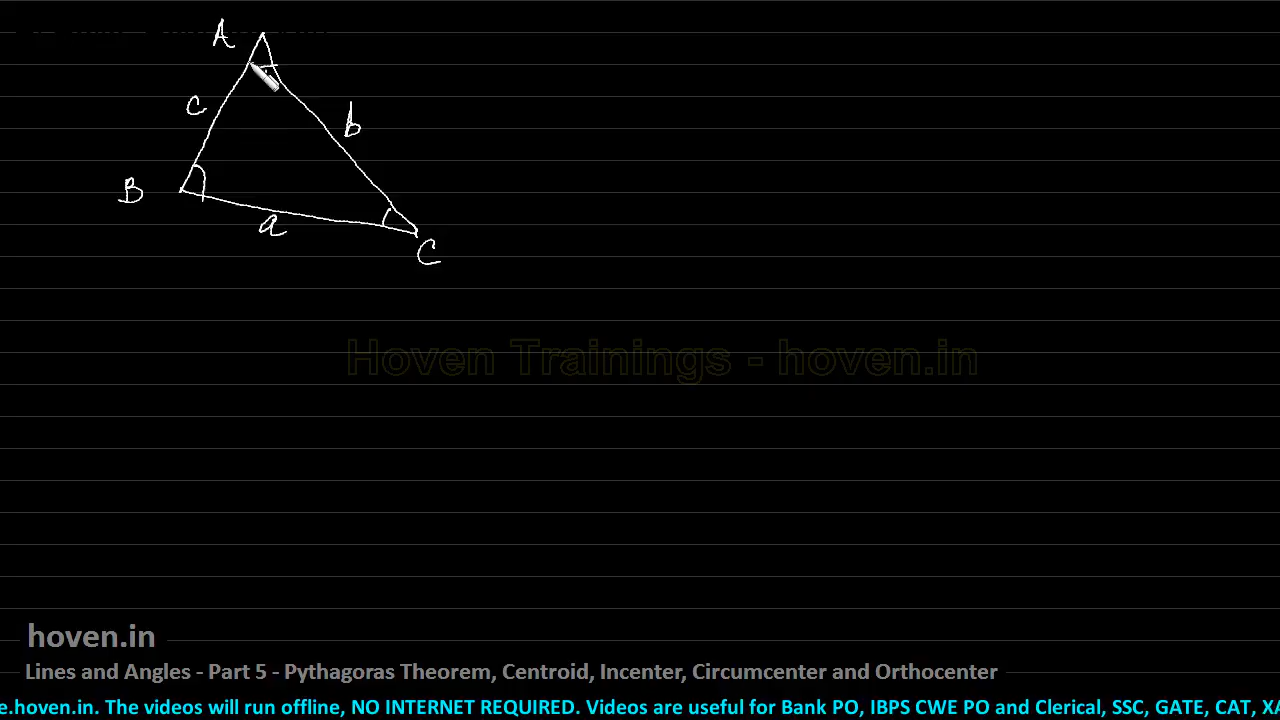 A
c
b
B
a
C
Hoven Trainings - hoven.in
hoven.in
Lines and Angles - Part 5 - Pythagoras Theorem, Centroid, Incenter, Circumcenter and Orthocenter
e.hoven.in. The videos will run offline, NO INTERNET REQUIRED. Videos are useful for Bank PO, IBPS CWE PO and Clerical, SSC, GATE, CAT, XA